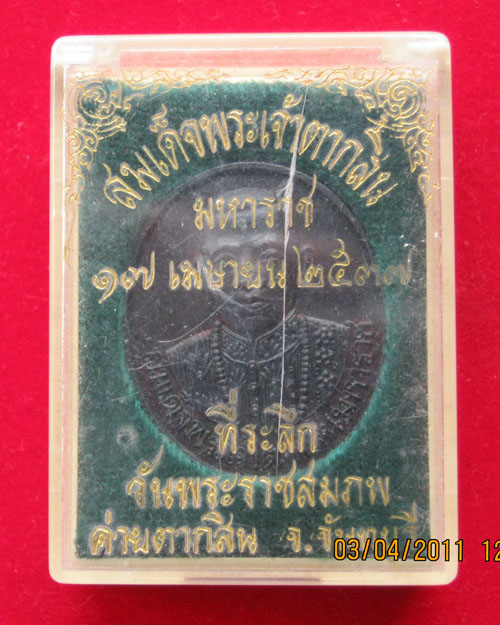 สมเด็จพระเจ้าตากสิน
มหาราช
๑๗ เมษายน ๒๕๓๗
ที่ระลึก
วันพระราชสมภพ
ค่ายตากสิน จ.จันทบุรี
03/04/2011 12